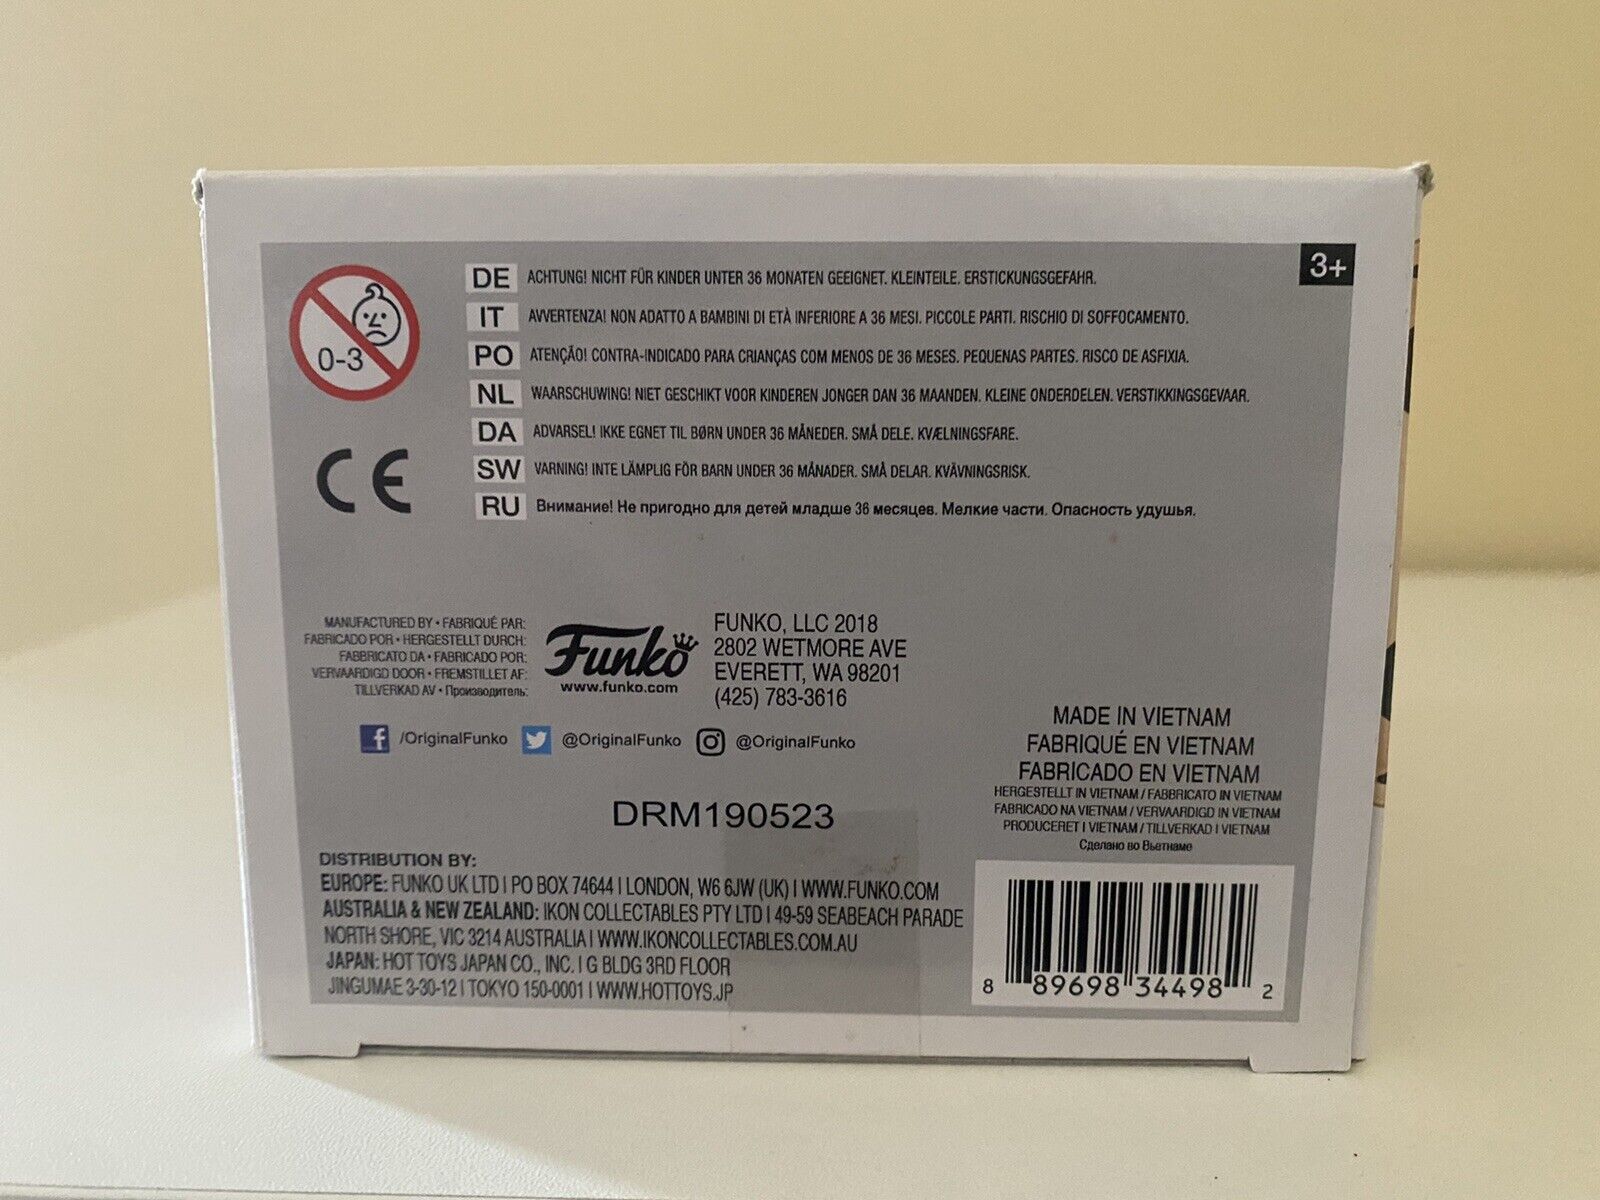 3+
0-3
DE ACHTUNG! NICHT FÜR KINDER UNTER 36 MONATEN GEEIGNET. KLEINTEILE. ERSTICKUNGSGEFAHR.
IT AVVERTENZA! NON ADATTO A BAMBINI DI ETÀ INFERIORE A 36 MESI. PICCOLE PARTI. RISCHIO DI SOFFOCAMENTO.
PO ATENÇÃO! CONTRA-INDICADO PARA CRIANÇAS COM MENOS DE 36 MESES. PEQUENAS PARTES. RISCO DE ASFIXIA.
NL WAARSCHUWING! NIET GESCHIKT VOOR KINDEREN JONGER DAN 36 MAANDEN. KLEINE ONDERDELEN. VERSTIKKINGSGEVAAR.
DA ADVARSEL! IKKE EGNET TIL BØRN UNDER 36 MÅNEDER. SMÅ DELE. KVÆLNINGSFARE.
SW VARNING! INTE LÄMPLIG FÖR BARN UNDER 36 MÅNADER. SMÅ DELAR. KVÄVNINGSRISK.
RU Внимание! Не пригодно для детей младше 36 месяцев. Мелкие части. Опасность удушья.
CE
MANUFACTURED BY • FABRIQUÉ PAR:
FABRICADO POR • HERGESTELLT DURCH:
FABBRICATO DA • FABRICADO POR:
VERVAARDIGD DOOR • FREMSTILLET AF:
TILLVERKAD AV • Производитель:
Funko
www.funko.com
FUNKO, LLC 2018
2802 WETMORE AVE
EVERETT, WA 98201
(425) 783-3616
/OriginalFunko @OriginalFunko @OriginalFunko
DRM190523
MADE IN VIETNAM
FABRIQUÉ EN VIETNAM
FABRICADO EN VIETNAM
HERGESTELLT IN VIETNAM / FABBRICATO IN VIETNAM
FABRICADO NA VIETNAM / VERVAARDIGD IN VIETNAM
PRODUCERET I VIETNAM / TILLVERKAD I VIETNAM
Сделано во Вьетнаме
DISTRIBUTION BY:
EUROPE: FUNKO UK LTD | PO BOX 74644 | LONDON, W6 6JW (UK) | WWW.FUNKO.COM
AUSTRALIA & NEW ZEALAND: IKON COLLECTABLES PTY LTD | 49-59 SEABEACH PARADE
NORTH SHORE, VIC 3214 AUSTRALIA | WWW.IKONCOLLECTABLES.COM.AU
JAPAN: HOT TOYS JAPAN CO., INC. | G BLDG 3RD FLOOR
JINGUMAE 3-30-12 | TOKYO 150-0001 | WWW.HOTTOYS.JP
8 89698 34498 2